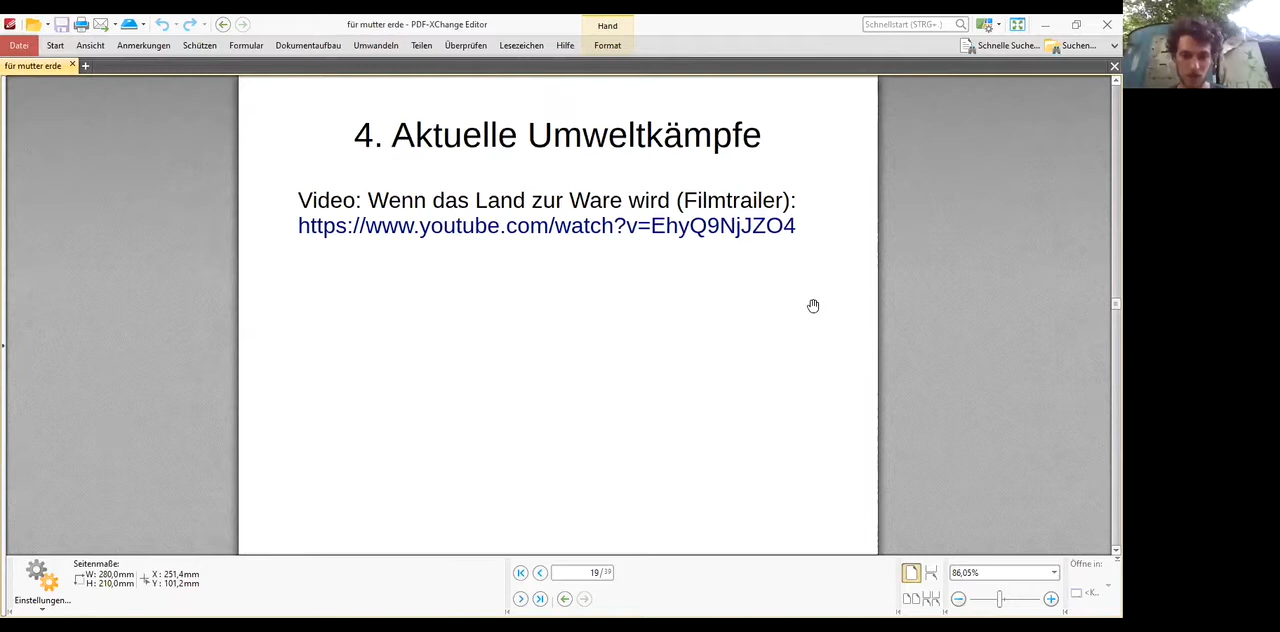 für mutter erde - PDF-XChange Editor
Hand
Schnellstart (STRG+.)
Datei Start Ansicht Anmerkungen Schützen Formular Dokumentaufbau Umwandeln Teilen Überprüfen Lesezeichen Hilfe Format
Schnelle Suche... Suchen...
für mutter erde
4. Aktuelle Umweltkämpfe
Video: Wenn das Land zur Ware wird (Filmtrailer):
https://www.youtube.com/watch?v=EhyQ9NjJZO4
Einstellungen...
Seitenmaße:
W: 280,0mm X: 251,4mm
H: 210,0mm Y: 101,2mm
19/39
86,05%
Öffne in:
<K...